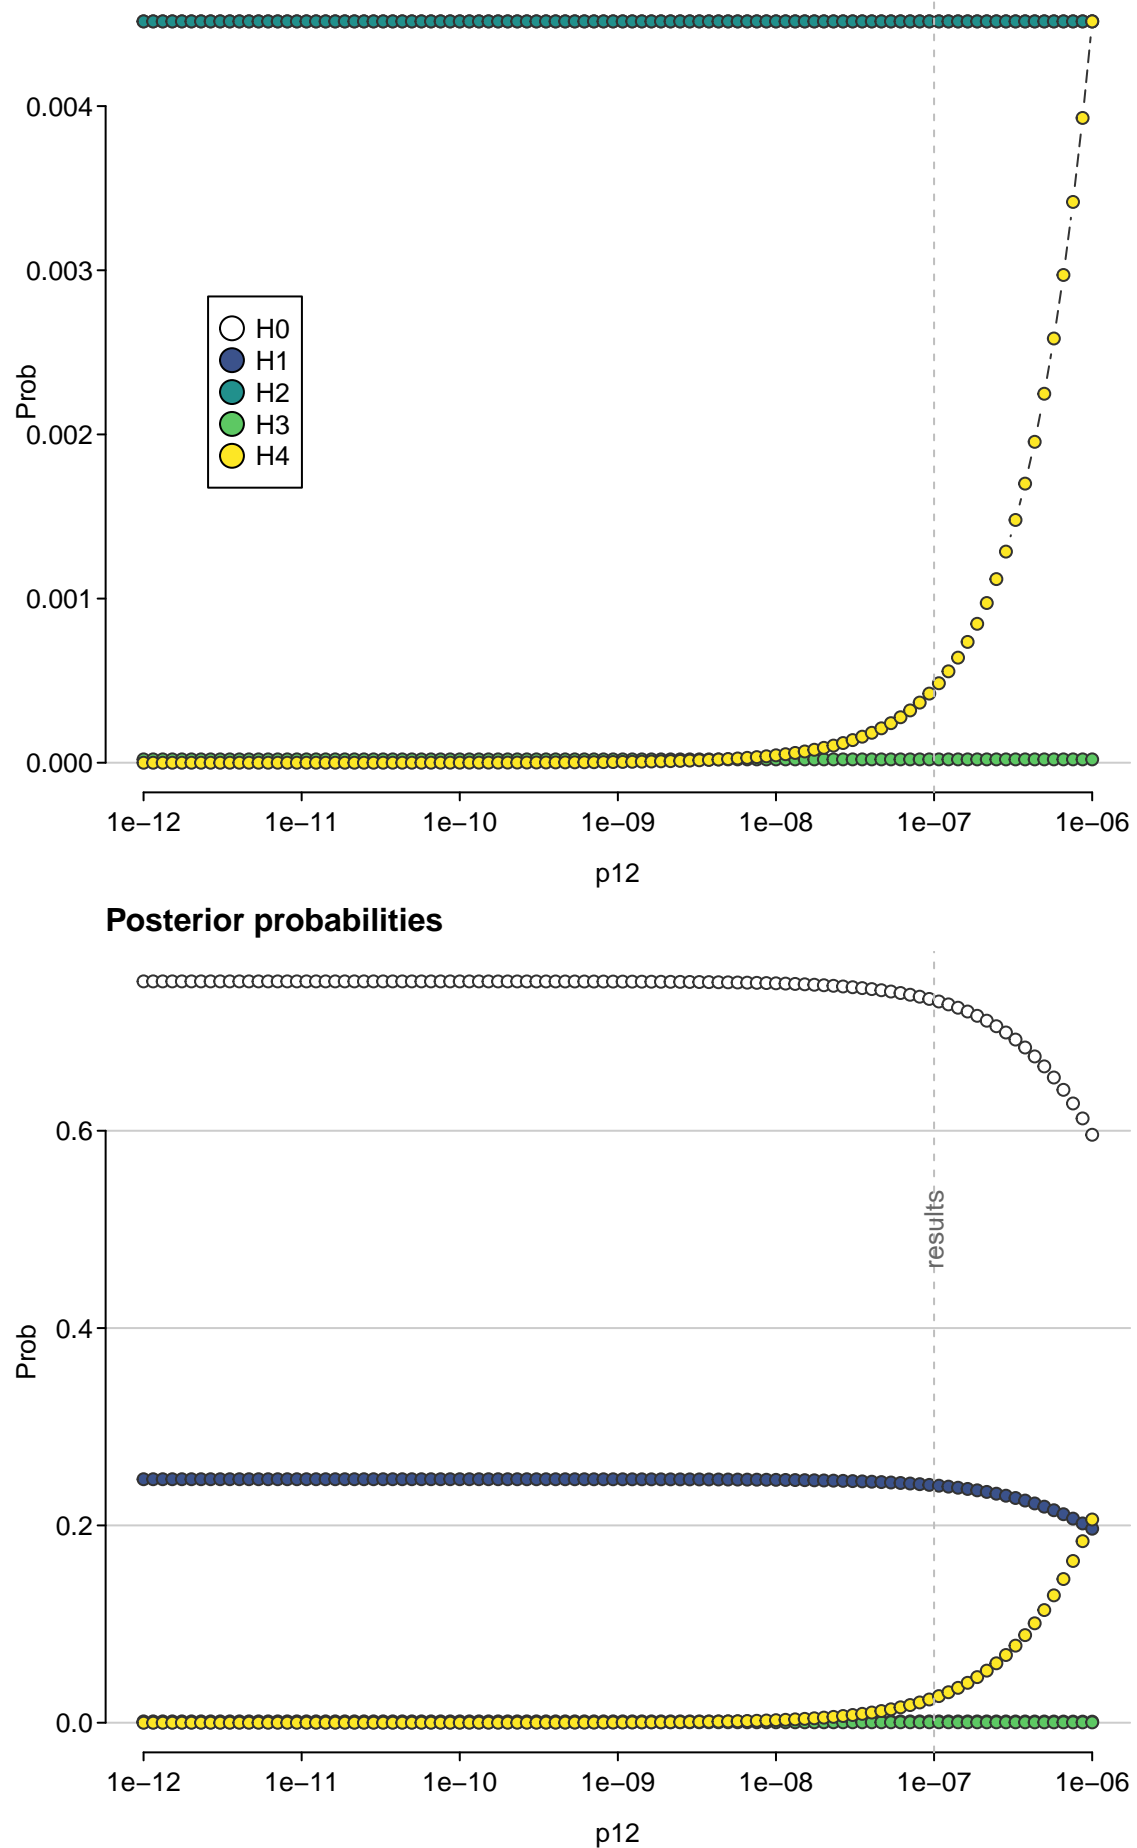 0.004
0.003
0.002
0.001
0.000
Prob
H0
H1
H2
H3
H4
1e−12 1e−11 1e−10 1e−09 1e−08 1e−07 1e−06
p12
Posterior probabilities
0.6
0.4
0.2
0.0
Prob
results
1e−12 1e−11 1e−10 1e−09 1e−08 1e−07 1e−06
p12